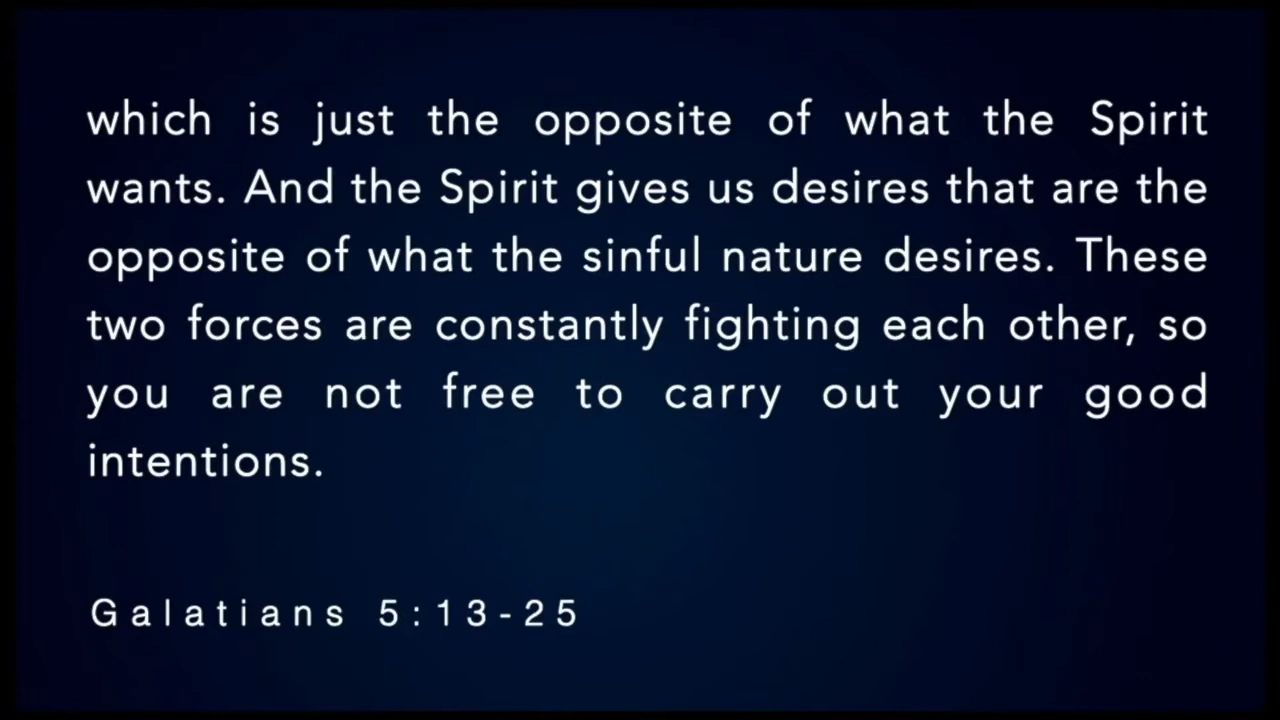 which is just the opposite of what the Spirit
wants. And the Spirit gives us desires that are the
opposite of what the sinful nature desires. These
two forces are constantly fighting each other, so
you are not free to carry out your good
intentions.
Galatians 5:13-25